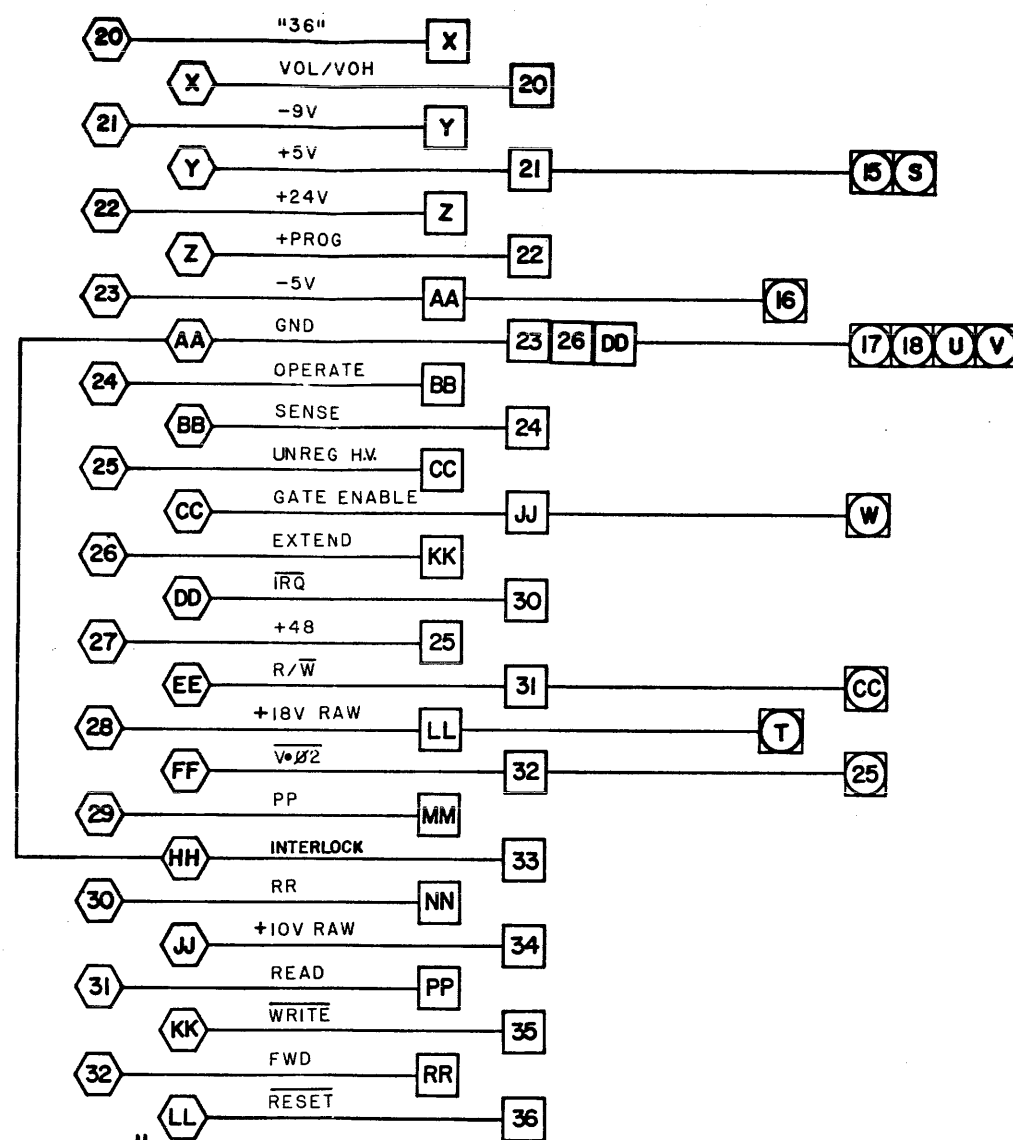 20 "36" X
X VOL/VOH 20
21 -9V Y
Y +5V 21 15 S
22 +24V Z
Z +PROG 22
23 -5V AA 16
AA GND 23 26 DD 17 18 U V
24 OPERATE BB
BB SENSE 24
25 UNREG H.V. CC
CC GATE ENABLE JJ W
26 EXTEND KK
DD I̅R̅Q̅ 30
27 +48 25
EE R/W̅ 31 CC
28 +18V RAW LL T
FF V̅•̅Ø̅2̅ 32 25
29 PP MM
HH INTERLOCK 33
30 RR NN
JJ +10V RAW 34
31 READ PP
KK W̅R̅I̅T̅E̅ 35
32 FWD RR
LL R̅E̅S̅E̅T̅ 36